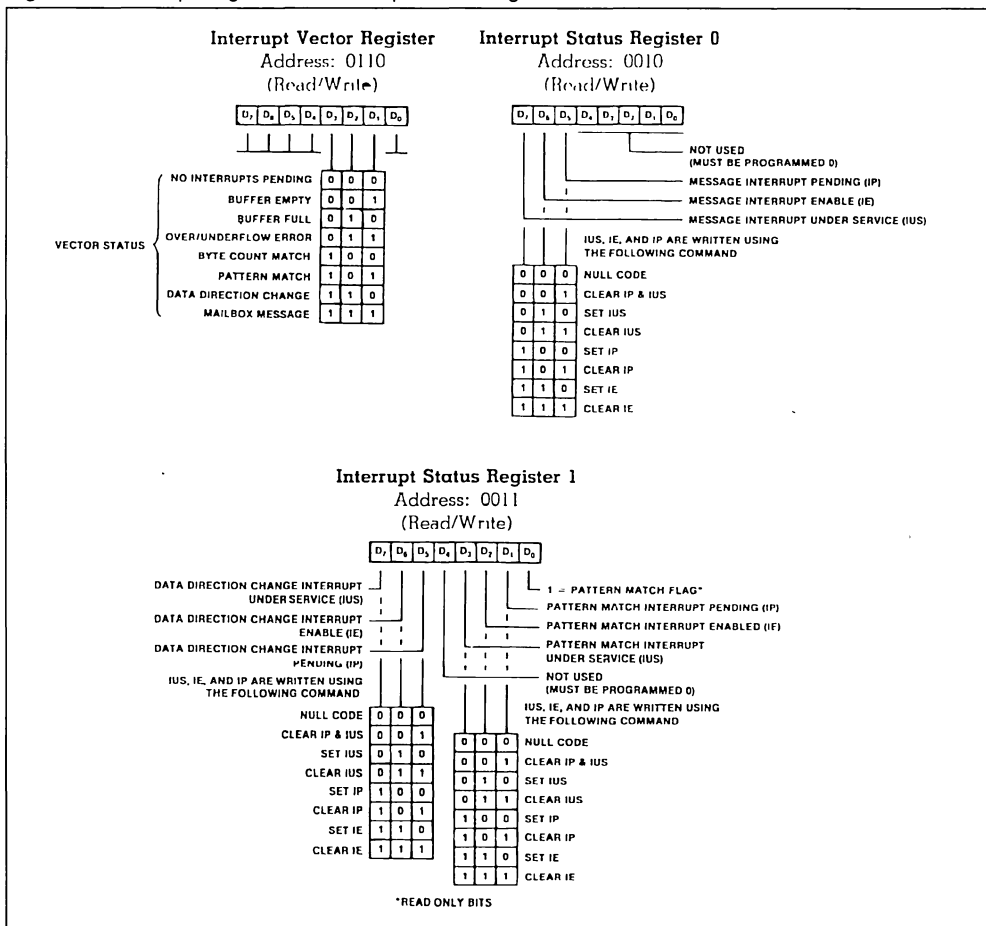 Interrupt Vector Register
Address: 0110
(Read/Write)
D7 D6 D5 D4 D3 D2 D1 D0
VECTOR STATUS
NO INTERRUPTS PENDING 0 0 0
BUFFER EMPTY 0 0 1
BUFFER FULL 0 1 0
OVER/UNDERFLOW ERROR 0 1 1
BYTE COUNT MATCH 1 0 0
PATTERN MATCH 1 0 1
DATA DIRECTION CHANGE 1 1 0
MAILBOX MESSAGE 1 1 1
Interrupt Status Register 0
Address: 0010
(Read/Write)
D7 D6 D5 D4 D3 D2 D1 D0
NOT USED
(MUST BE PROGRAMMED 0)
MESSAGE INTERRUPT PENDING (IP)
MESSAGE INTERRUPT ENABLE (IE)
MESSAGE INTERRUPT UNDER SERVICE (IUS)
IUS, IE, AND IP ARE WRITTEN USING
THE FOLLOWING COMMAND
0 0 0 NULL CODE
0 0 1 CLEAR IP & IUS
0 1 0 SET IUS
0 1 1 CLEAR IUS
1 0 0 SET IP
1 0 1 CLEAR IP
1 1 0 SET IE
1 1 1 CLEAR IE
Interrupt Status Register 1
Address: 0011
(Read/Write)
D7 D6 D5 D4 D3 D2 D1 D0
DATA DIRECTION CHANGE INTERRUPT
UNDER SERVICE (IUS)
DATA DIRECTION CHANGE INTERRUPT
ENABLE (IE)
DATA DIRECTION CHANGE INTERRUPT
PENDING (IP)
IUS, IE, AND IP ARE WRITTEN USING
THE FOLLOWING COMMAND
NULL CODE 0 0 0
CLEAR IP & IUS 0 0 1
SET IUS 0 1 0
CLEAR IUS 0 1 1
SET IP 1 0 0
CLEAR IP 1 0 1
SET IE 1 1 0
CLEAR IE 1 1 1
1 = PATTERN MATCH FLAG*
PATTERN MATCH INTERRUPT PENDING (IP)
PATTERN MATCH INTERRUPT ENABLED (IE)
PATTERN MATCH INTERRUPT
UNDER SERVICE (IUS)
NOT USED
(MUST BE PROGRAMMED 0)
IUS, IE, AND IP ARE WRITTEN USING
THE FOLLOWING COMMAND
0 0 0 NULL CODE
0 0 1 CLEAR IP & IUS
0 1 0 SET IUS
0 1 1 CLEAR IUS
1 0 0 SET IP
1 0 1 CLEAR IP
1 1 0 SET IE
1 1 1 CLEAR IE
*READ ONLY BITS